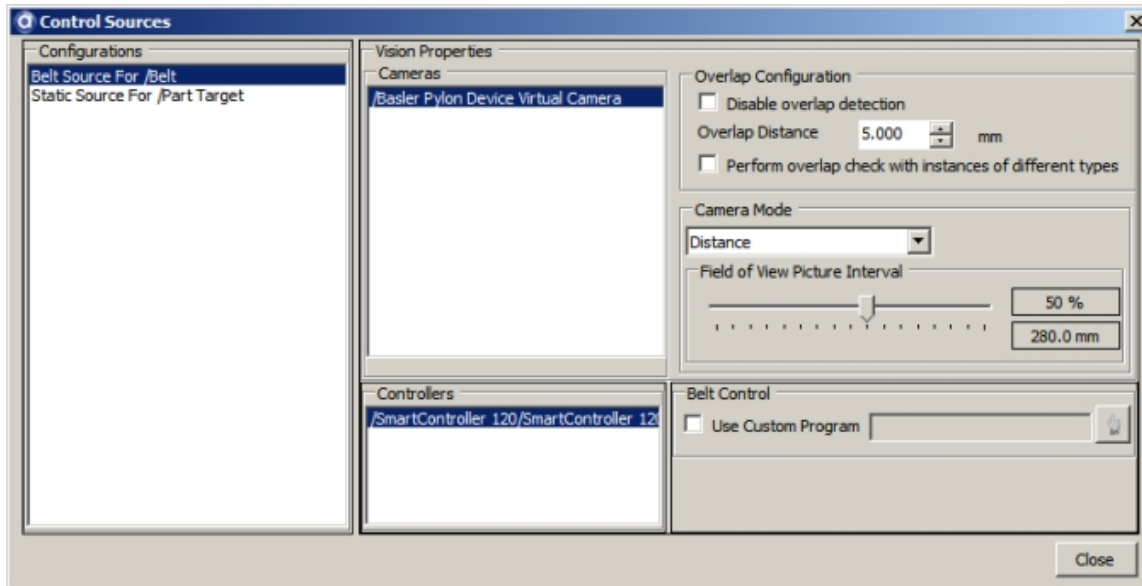 Control Sources
Configurations
Belt Source For /Belt
Static Source For /Part Target
Vision Properties
Cameras
/Basler Pylon Device Virtual Camera
Overlap Configuration
Disable overlap detection
Overlap Distance 5.000 mm
Perform overlap check with instances of different types
Camera Mode
Distance
Field of View Picture Interval
50 %
280.0 mm
Controllers
/SmartController 120/SmartController 120
Belt Control
Use Custom Program
Close